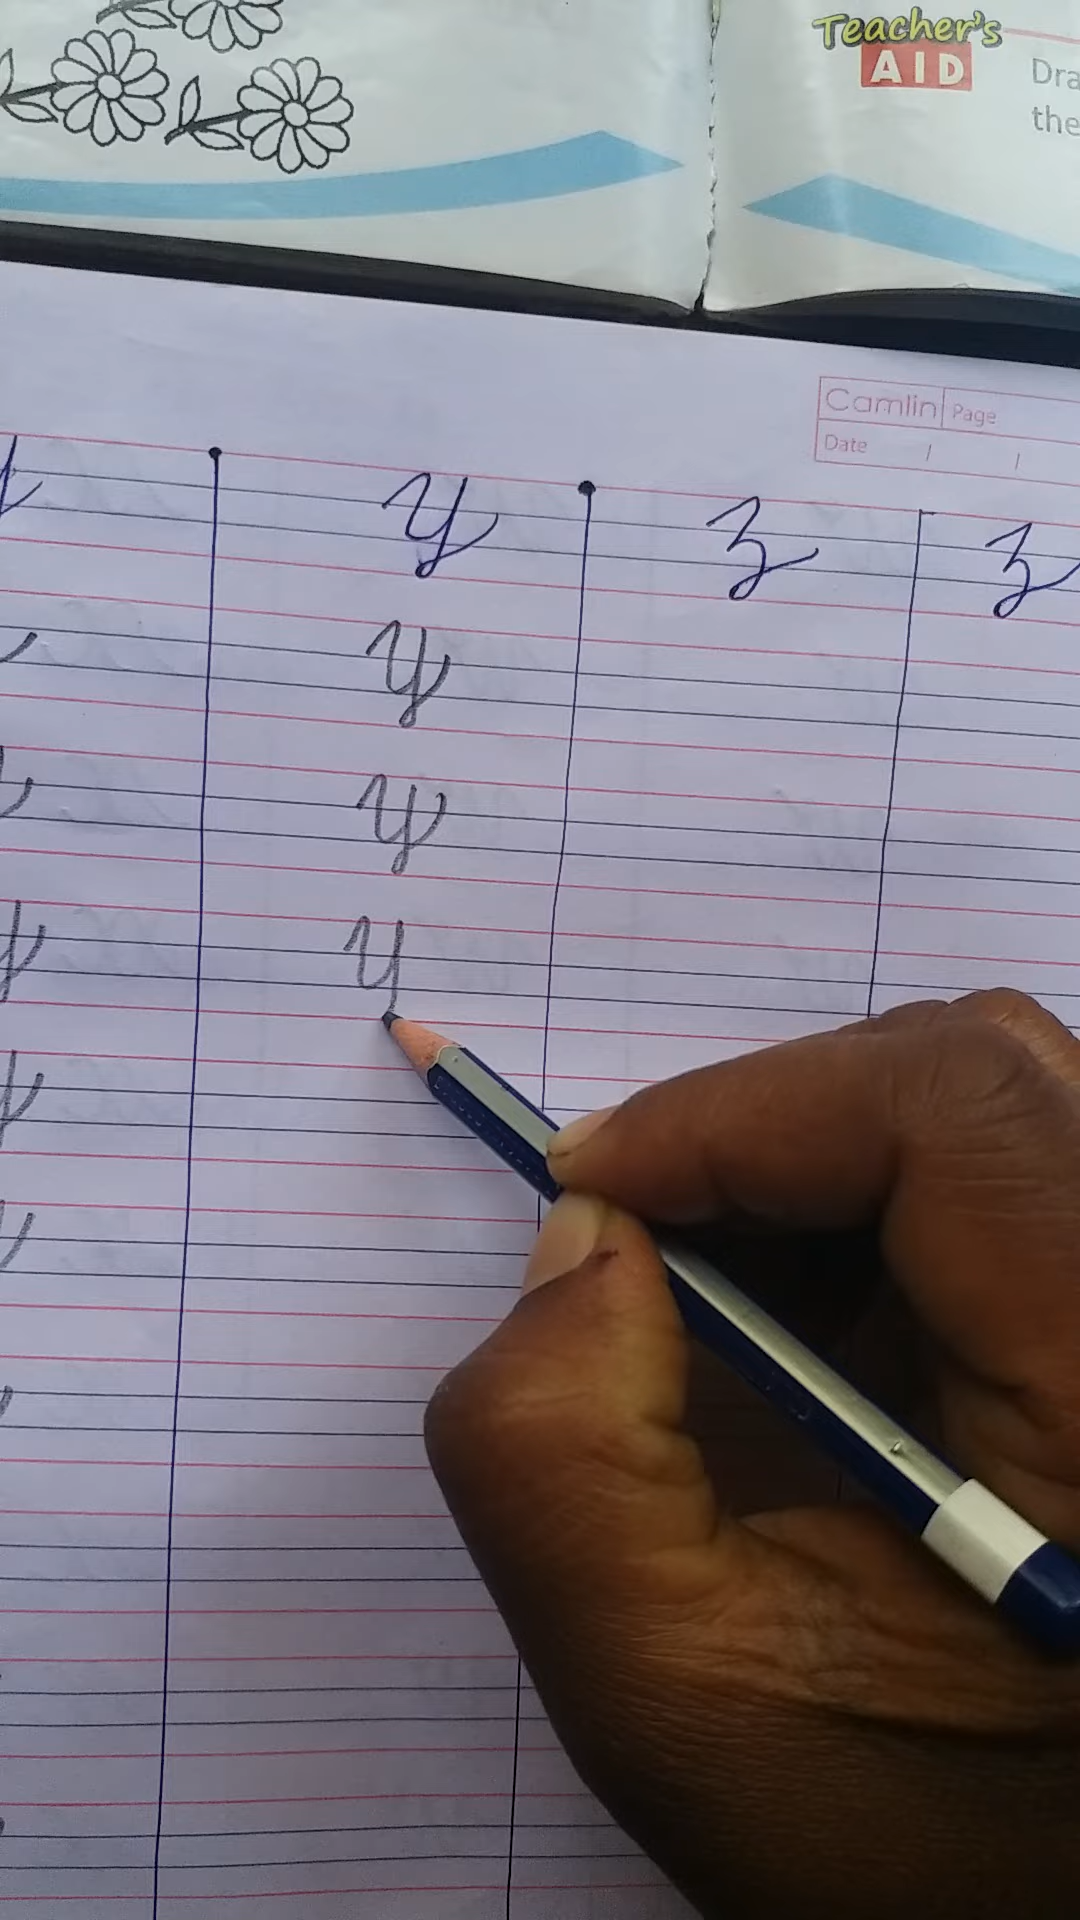 Teacher's
AID
Dra
the
Camlin Page
Date / /
y y z z
y
y
y